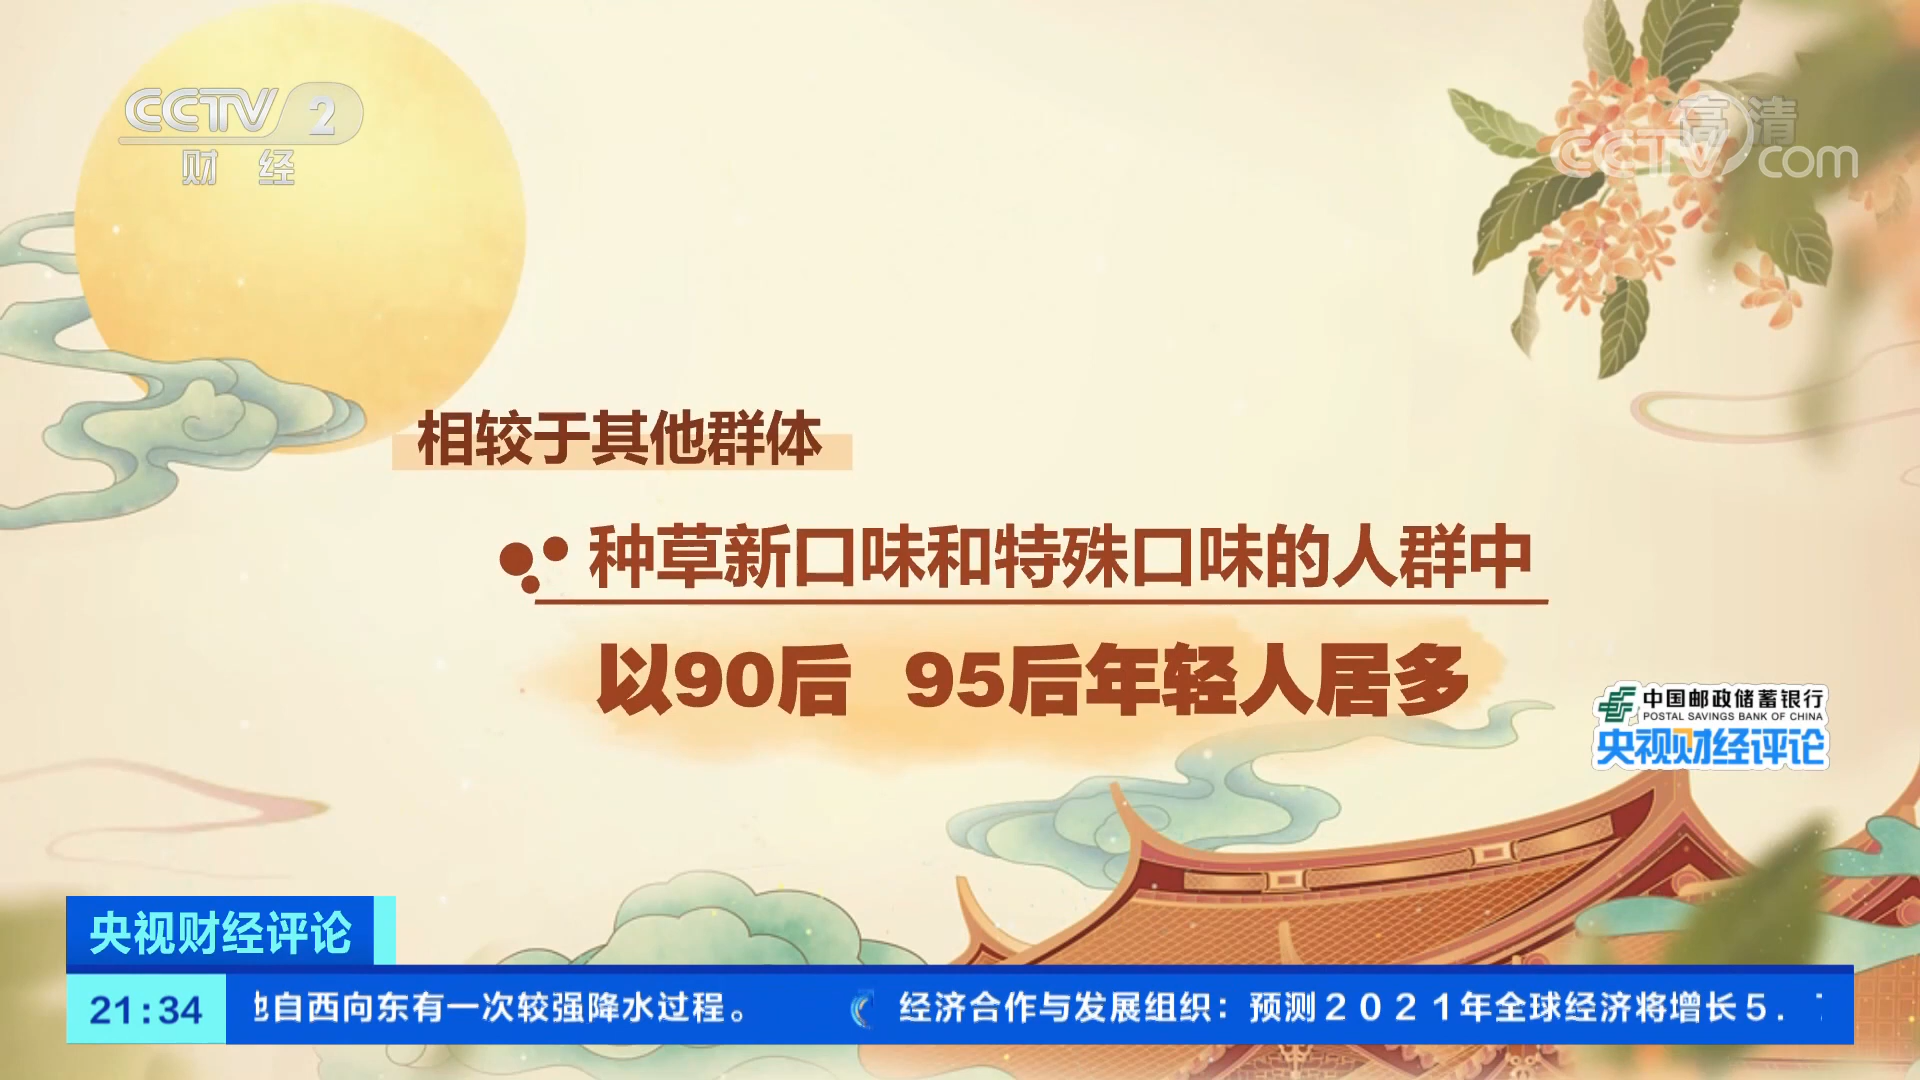 CCTV 2
财 经
高清
CCTV com
相较于其他群体
种草新口味和特殊口味的人群中
以90后 95后年轻人居多
中国邮政储蓄银行
POSTAL SAVINGS BANK OF CHINA
央视财经评论
央视财经评论
21:34
自西向东有一次较强降水过程。 经济合作与发展组织：预测2021年全球经济将增长5.